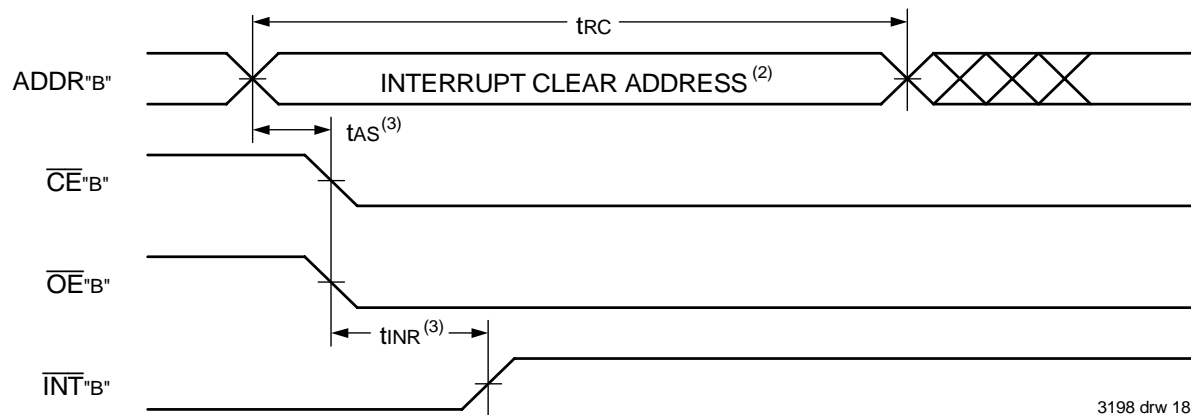 tRC
ADDR"B"
INTERRUPT CLEAR ADDRESS(2)
tAS(3)
CE"B"
OE"B"
tINR(3)
INT"B"
3198 drw 18